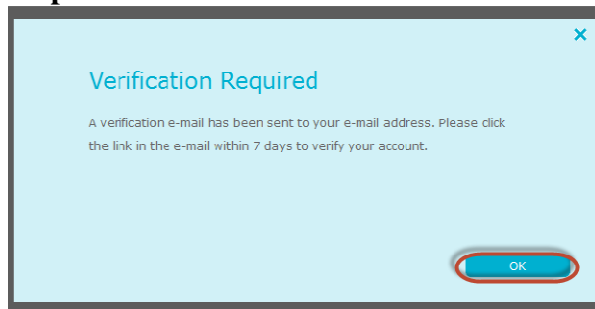 Verification Required
A verification e-mail has been sent to your e-mail address. Please click
the link in the e-mail within 7 days to verify your account.
OK